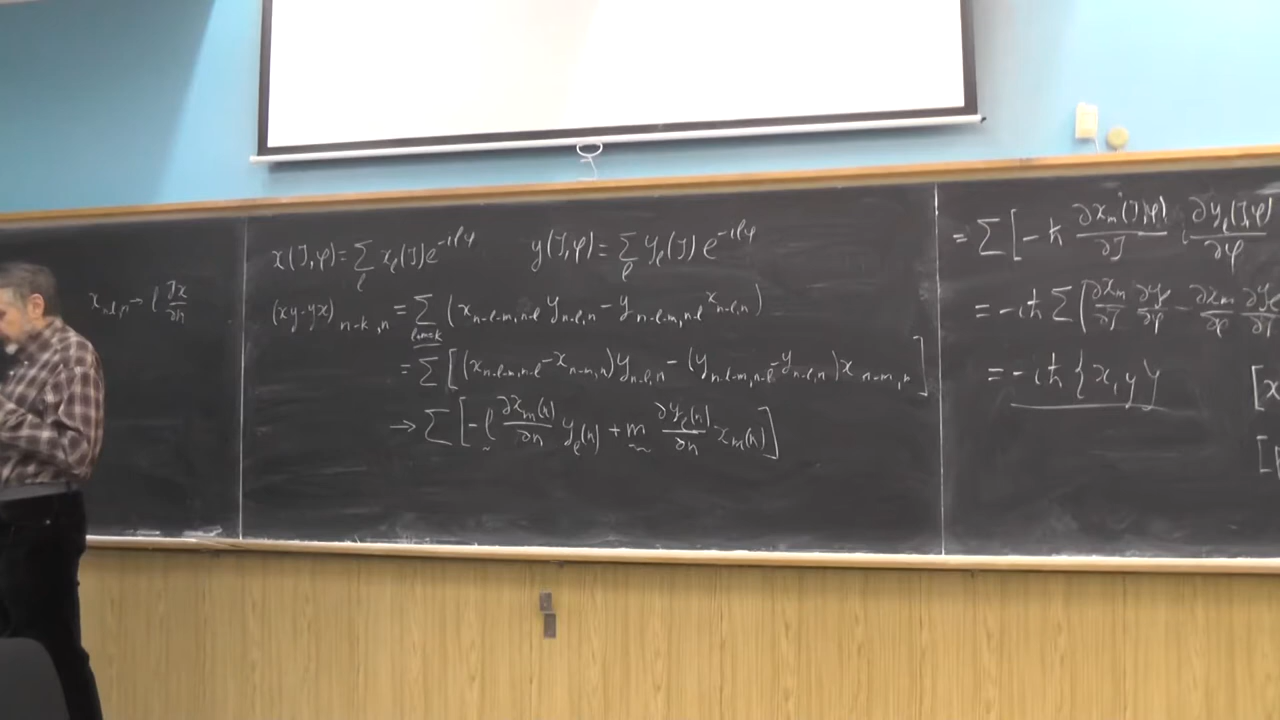 x_{n-l,n} → l ∂x/∂n
x(J,φ) = Σ_l x_l(J) e^{-ilφ}   y(J,φ) = Σ_l y_l(J) e^{-ilφ}
(xy-yx)_{n-k,n} = Σ_{l+m=k} (x_{n-l-m,n-l} y_{n-l,n} - y_{n-l-m,n-l} x_{n-l,n})
= Σ [(x_{n-l-m,n-l} - x_{n-m,n}) y_{n-l,n} - (y_{n-l-m,n-l} - y_{n-l,n}) x_{n-m,n}]
→ Σ [-l ∂x_m(n)/∂n y_l(n) + m ∂y_l(n)/∂n x_m(n)]
= Σ [-ħ ∂x_m(J,φ)/∂J i ∂y_l(J,φ)/∂φ
= -iħ Σ (∂x_m/∂J ∂y_l/∂φ - ∂x_m/∂φ ∂y_l/∂J
= -iħ {x,y}
[x
[p